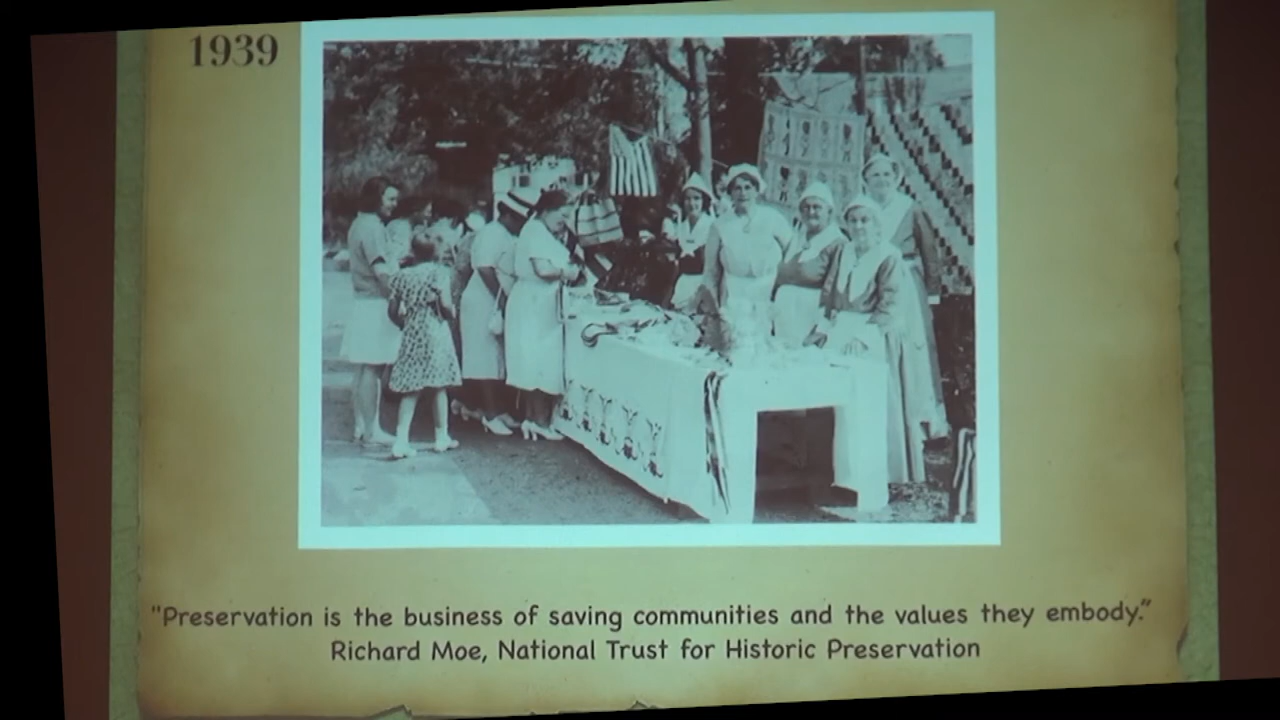 1939
"Preservation is the business of saving communities and the values they embody."
Richard Moe, National Trust for Historic Preservation